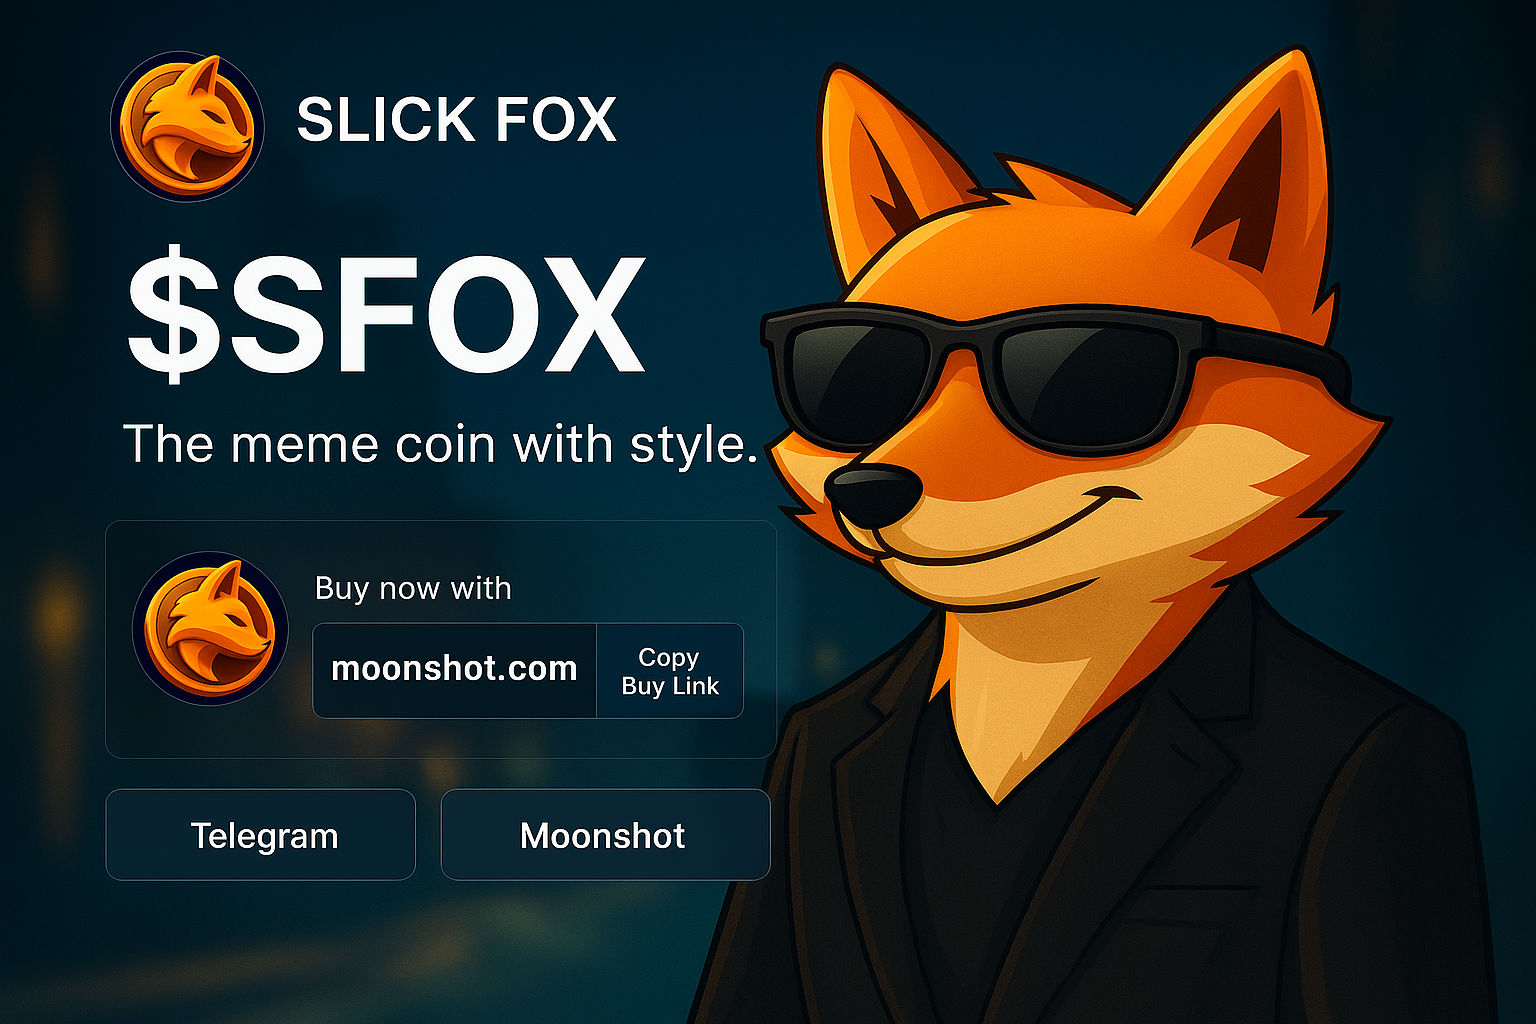 SLICK FOX
$SFOX
The meme coin with style.
Buy now with
moonshot.com
Copy
Buy Link
Telegram
Moonshot